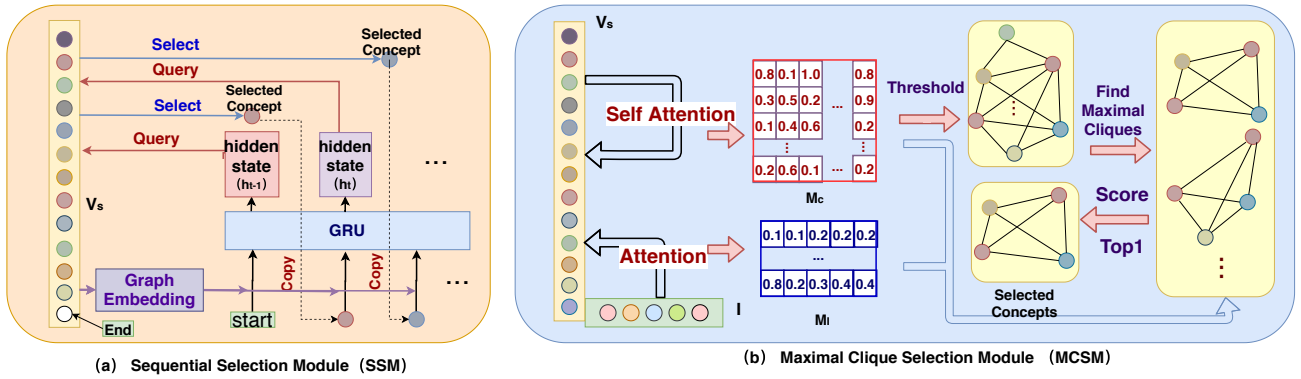 Select
Selected
Concept
Query
Select
Selected
Concept
Query
hidden
state
(ht-1)
hidden
state
(ht)
...
Vs
GRU
Graph
Embedding
Copy
Copy
...
start
End
(a) Sequential Selection Module (SSM)
Vs
Self Attention
0.8 0.1 1.0 0.8
0.3 0.5 0.2 ... 0.9
0.1 0.4 0.6 0.2
... ...
0.2 0.6 0.1 ... 0.2
Mc
Threshold
...
Find
Maximal
Cliques
Score
Top1
...
Selected
Concepts
Attention
0.1 0.1 0.2 0.2 0.2
...
0.8 0.2 0.3 0.4 0.4
MI
I
(b) Maximal Clique Selection Module (MCSM)